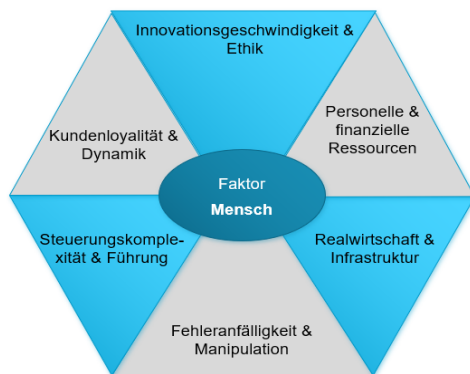 Innovationsgeschwindigkeit &
Ethik
Personelle &
finanzielle
Ressourcen
Kundenloyalität &
Dynamik
Faktor
Mensch
Steuerungskomple-
xität & Führung
Realwirtschaft &
Infrastruktur
Fehleranfälligkeit &
Manipulation